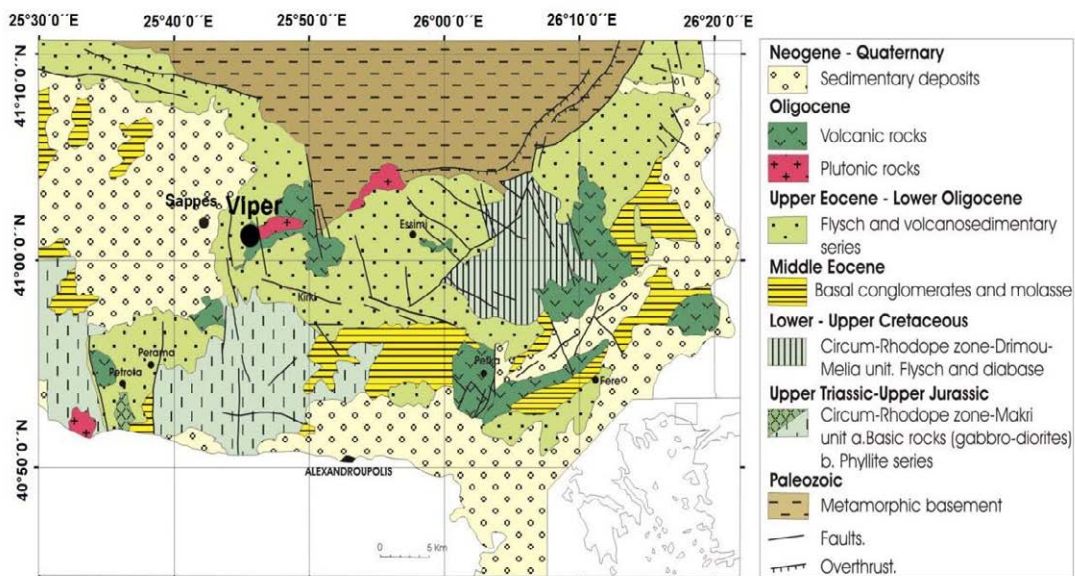 25°30´0´´E
25°40´0´´E
25°50´0´´E
26°00´0´´E
26°10´0´´E
26°20´0´´E
41°10´0´´N
41°00´0´´N
40°50´0´´N
Sappes
Viper
Essimi
Kirki
Perama
Petrota
Pefka
Fere
ALEXANDROUPOLIS
0 5 Km
Neogene - Quaternary
Sedimentary deposits
Oligocene
Volcanic rocks
Plutonic rocks
Upper Eocene - Lower Oligocene
Flysch and volcanosedimentary
series
Middle Eocene
Basal conglomerates and molasse
Lower - Upper Cretaceous
Circum-Rhodope zone-Drimou-
Melia unit. Flysch and diabase
Upper Triassic-Upper Jurassic
Circum-Rhodope zone-Makri
unit a.Basic rocks (gabbro-diorites)
b. Phyllite series
Paleozoic
Metamorphic basement
Faults.
Overthrust.